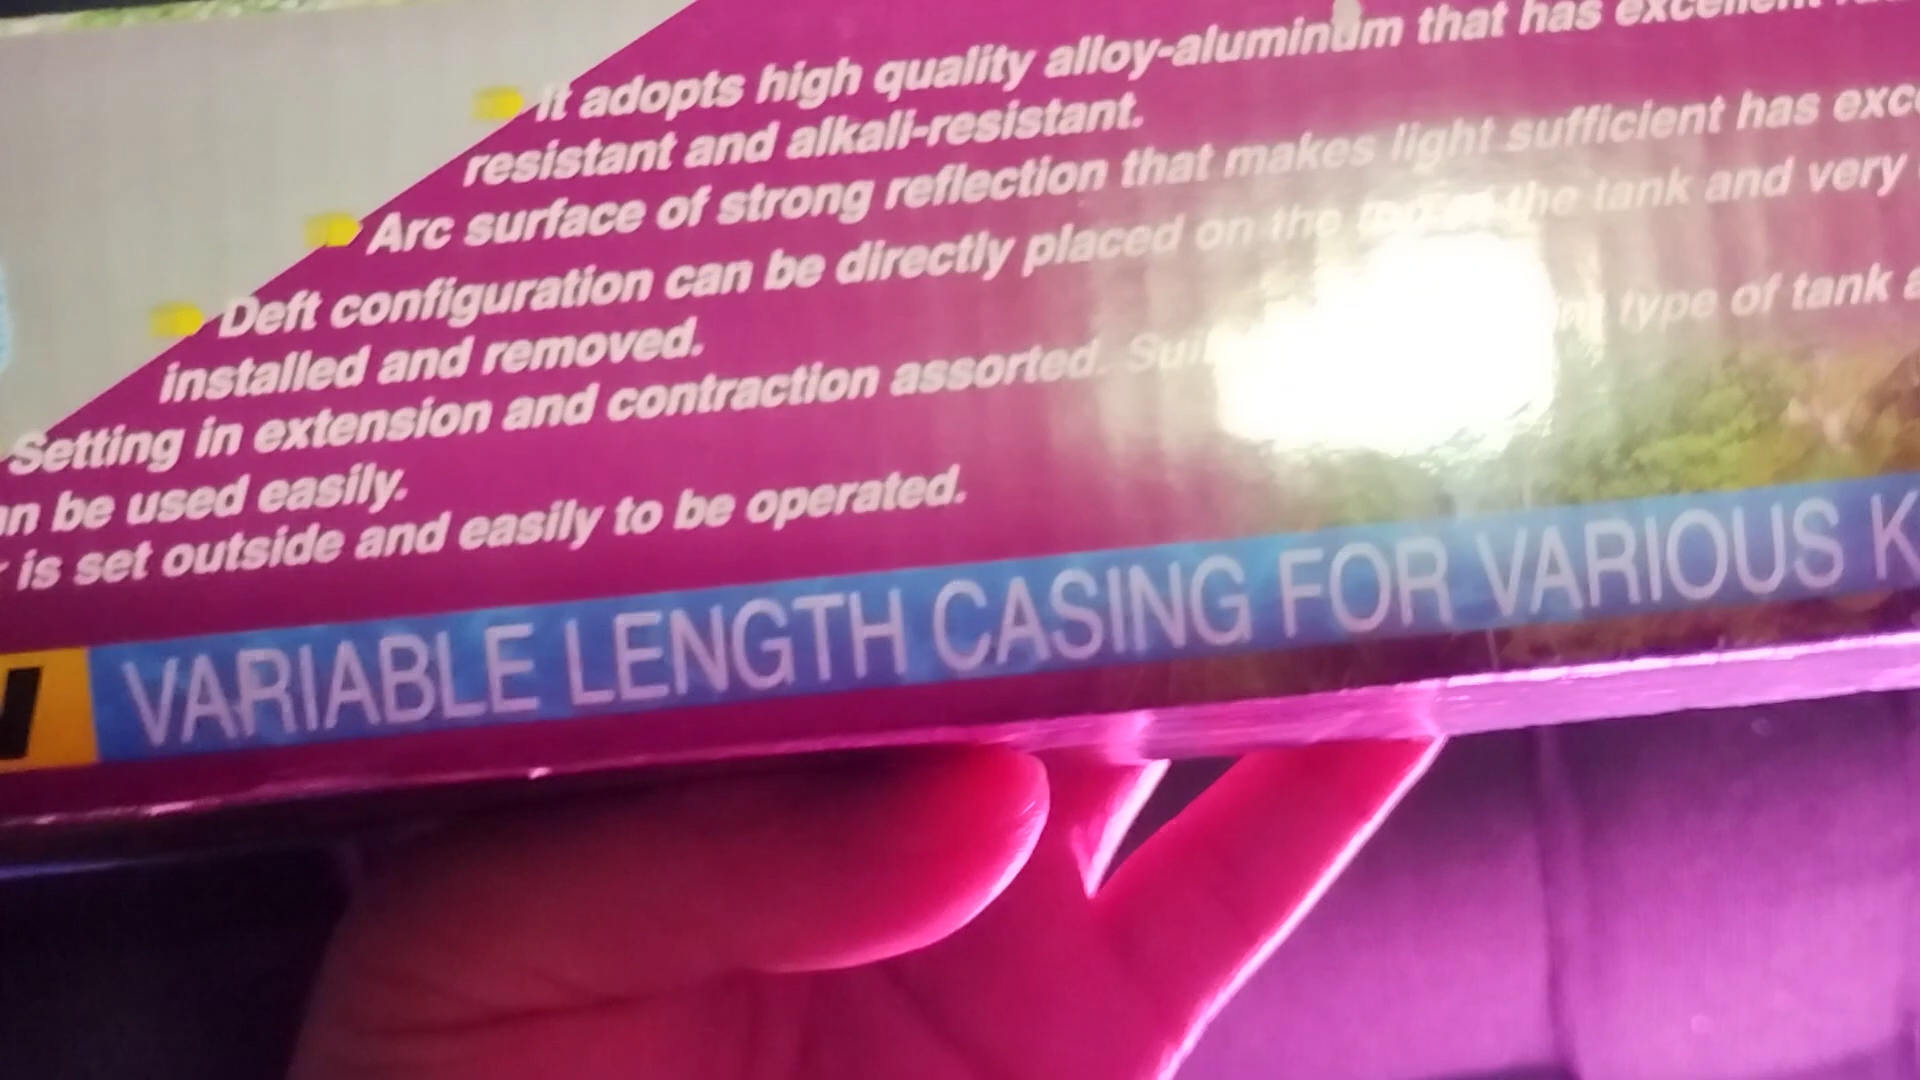 It adopts high quality alloy-aluminum that has excellent
resistant and alkali-resistant.
Arc surface of strong reflection that makes light sufficient has
Deft configuration can be directly placed on the the tank and very
installed and removed.
Setting in extension and contraction assorted. type of tank
be used easily.
is set outside and easily to be operated.
VARIABLE LENGTH CASING FOR VARIOUS